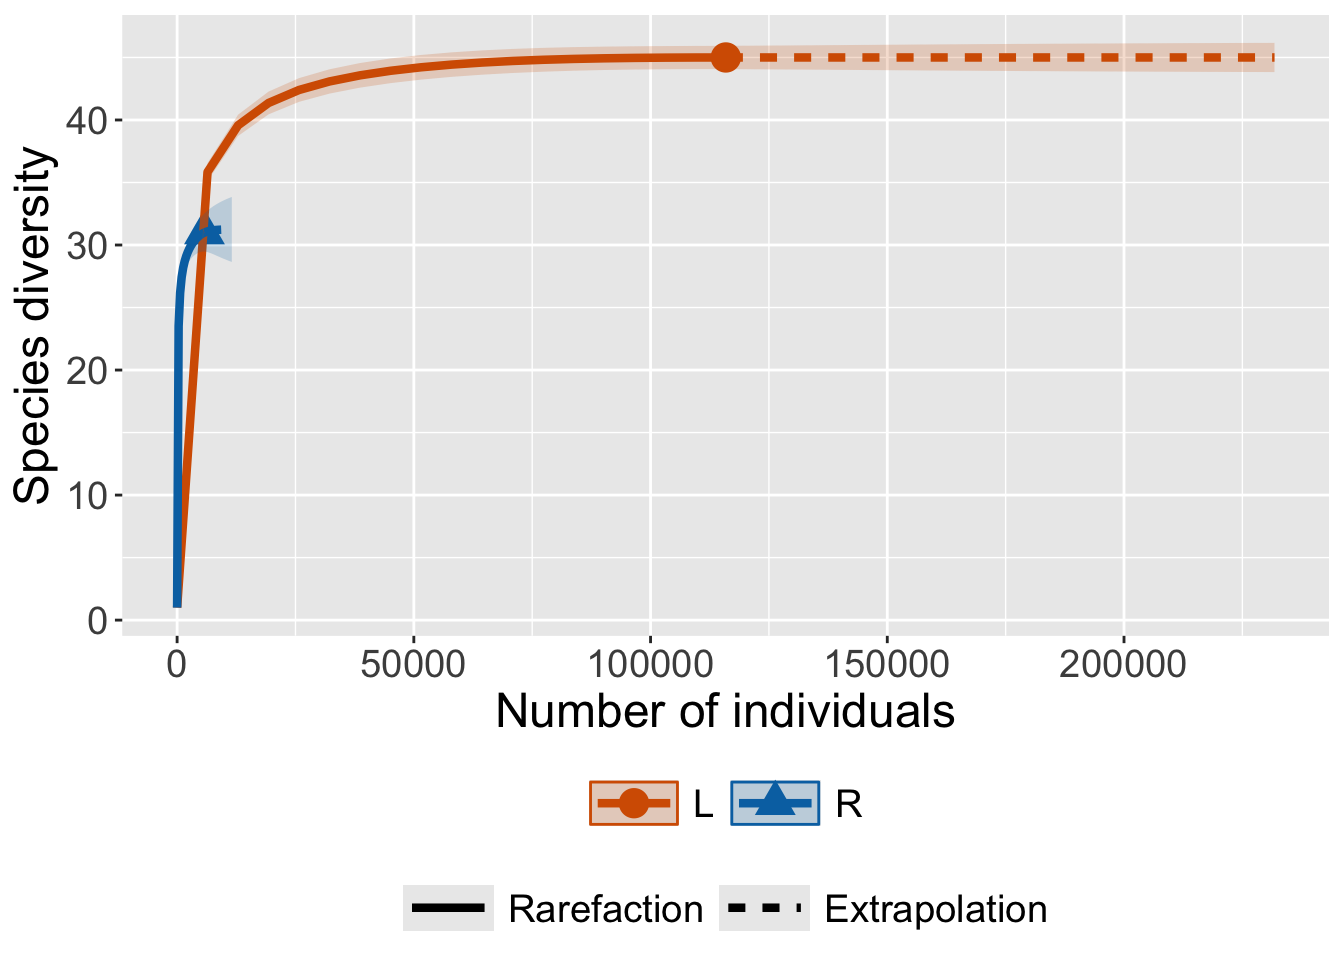 Species diversity
40
30
20
10
0
0 50000 100000 150000 200000
Number of individuals
L R
Rarefaction Extrapolation